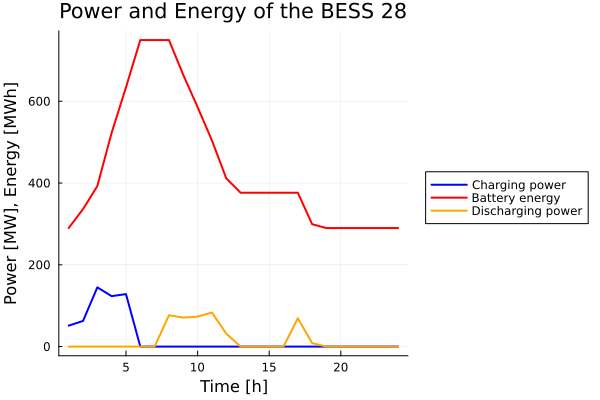 Power and Energy of the BESS 28
Power [MW], Energy [MWh]
600
400
200
0
5 10 15 20
Time [h]
Charging power
Battery energy
Discharging power